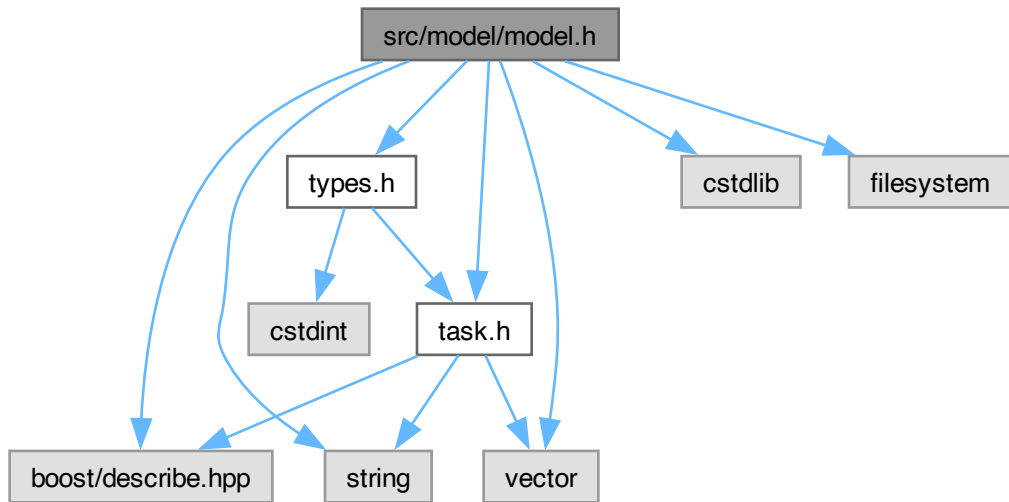 src/model/model.h
types.h
cstdlib
filesystem
cstdint
task.h
boost/describe.hpp
string
vector